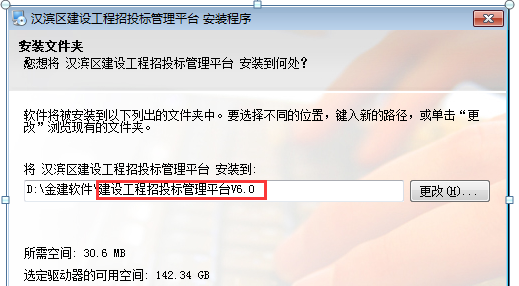 汉滨区建设工程招投标管理平台 安装程序
安装文件夹
您想将 汉滨区建设工程招投标管理平台 安装到何处?
软件将被安装到以下列出的文件夹中。要选择不同的位置，键入新的路径，或单击“更
改”浏览现有的文件夹。
将 汉滨区建设工程招投标管理平台 安装到:
D:\金建软件\建设工程招投标管理平台V6.0
更改(H)...
所需空间: 30.6 MB
选定驱动器的可用空间: 142.34 GB